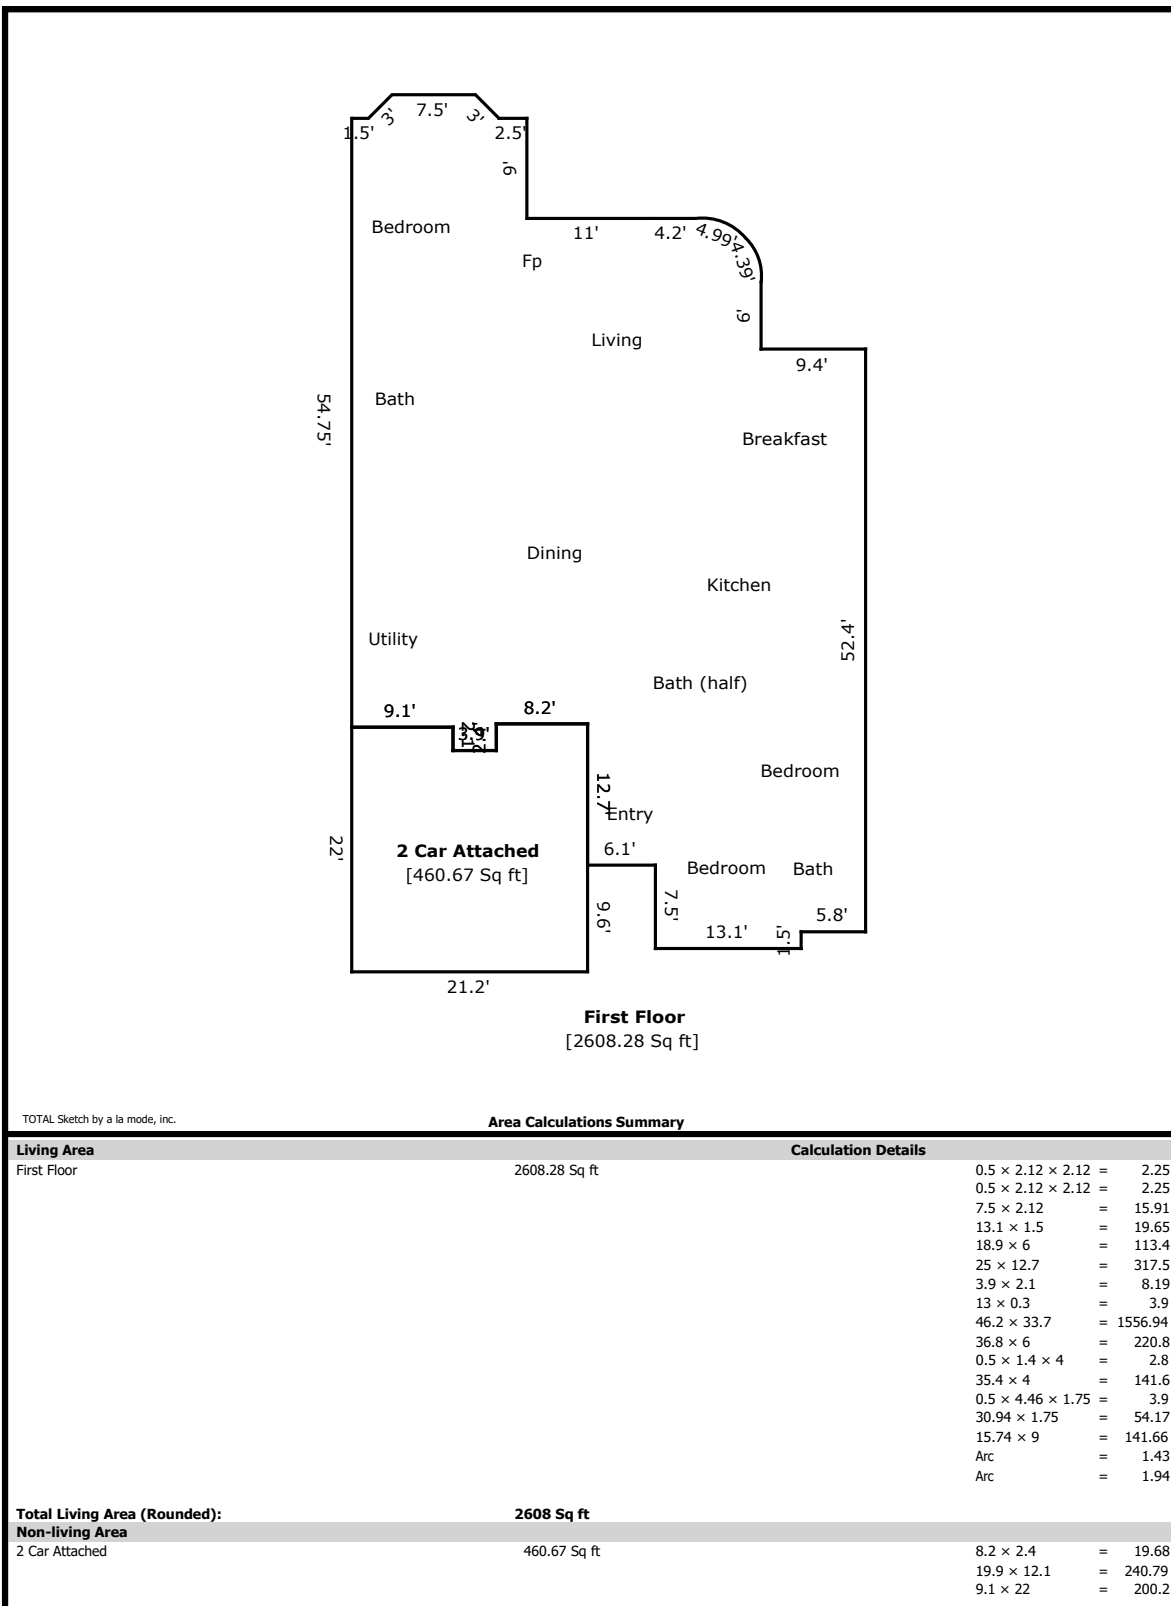 7.5'
3'
3'
1.5'
2.5'
9'
Bedroom
11'
4.2'
4.99'
4.39'
Fp
6'
Living
9.4'
Bath
54.75'
Breakfast
Dining
Kitchen
52.4'
Utility
Bath (half)
9.1'
8.2'
3.9'
2.1'
Bedroom
12.7'
Entry
22'
2 Car Attached
6.1'
[460.67 Sq ft]
Bedroom
Bath
7.5'
9.6'
5.8'
13.1'
1.5'
21.2'
First Floor
[2608.28 Sq ft]
TOTAL Sketch by a la mode, inc.
Area Calculations Summary
Living Area Calculation Details
First Floor 2608.28 Sq ft 0.5 × 2.12 × 2.12 = 2.25
0.5 × 2.12 × 2.12 = 2.25
7.5 × 2.12 = 15.91
13.1 × 1.5 = 19.65
18.9 × 6 = 113.4
25 × 12.7 = 317.5
3.9 × 2.1 = 8.19
13 × 0.3 = 3.9
46.2 × 33.7 = 1556.94
36.8 × 6 = 220.8
0.5 × 1.4 × 4 = 2.8
35.4 × 4 = 141.6
0.5 × 4.46 × 1.75 = 3.9
30.94 × 1.75 = 54.17
15.74 × 9 = 141.66
Arc = 1.43
Arc = 1.94
Total Living Area (Rounded): 2608 Sq ft
Non-living Area
2 Car Attached 460.67 Sq ft 8.2 × 2.4 = 19.68
19.9 × 12.1 = 240.79
9.1 × 22 = 200.2